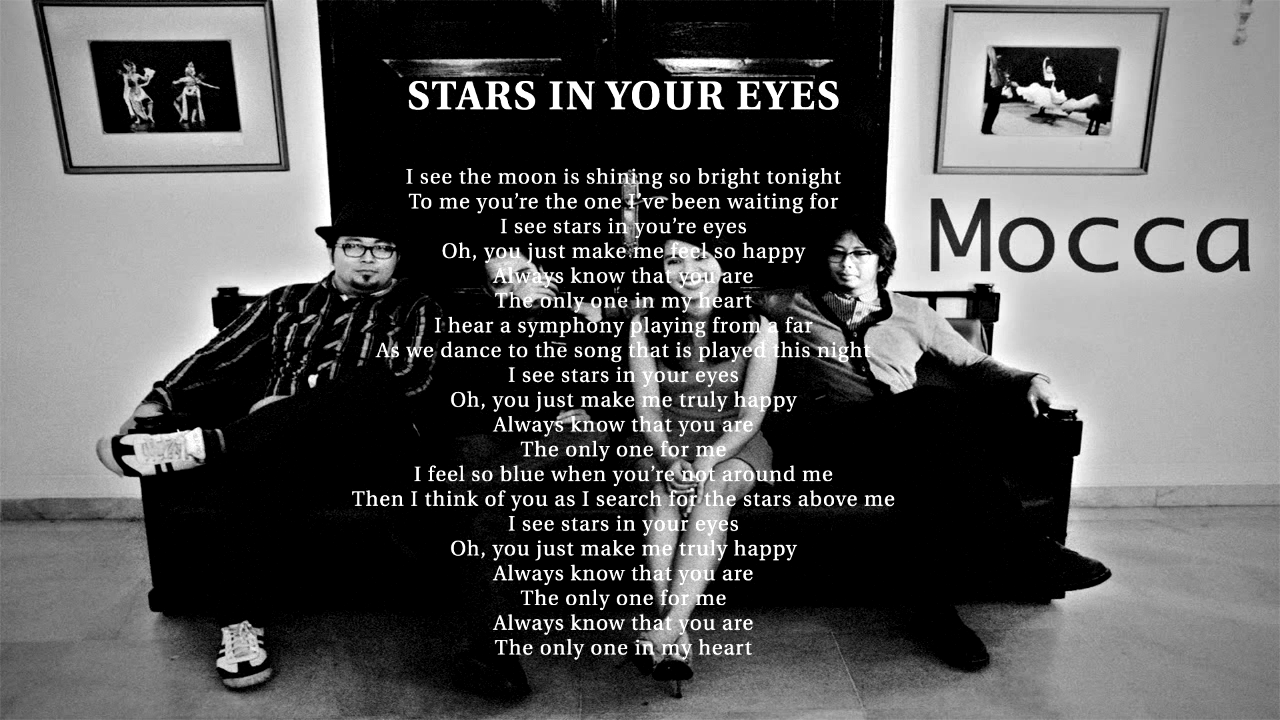 STARS IN YOUR EYES
I see the moon is shining so bright tonight
To me you're the one I've been waiting for
I see stars in you're eyes
Oh, you just make me feel so happy
Always know that you are
The only one in my heart
I hear a symphony playing from a far
As we dance to the song that is played this night
I see stars in your eyes
Oh, you just make me truly happy
Always know that you are
The only one for me
I feel so blue when you're not around me
Then I think of you as I search for the stars above me
I see stars in your eyes
Oh, you just make me truly happy
Always know that you are
The only one for me
Always know that you are
The only one in my heart
Mocca